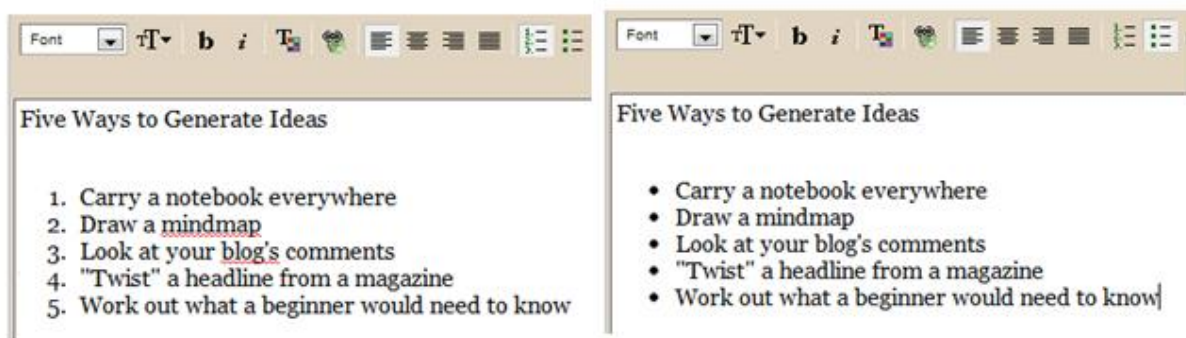 Font T b i T
Five Ways to Generate Ideas
1. Carry a notebook everywhere
2. Draw a mindmap
3. Look at your blog's comments
4. "Twist" a headline from a magazine
5. Work out what a beginner would need to know
Font T b i T
Five Ways to Generate Ideas
• Carry a notebook everywhere
• Draw a mindmap
• Look at your blog's comments
• "Twist" a headline from a magazine
• Work out what a beginner would need to know